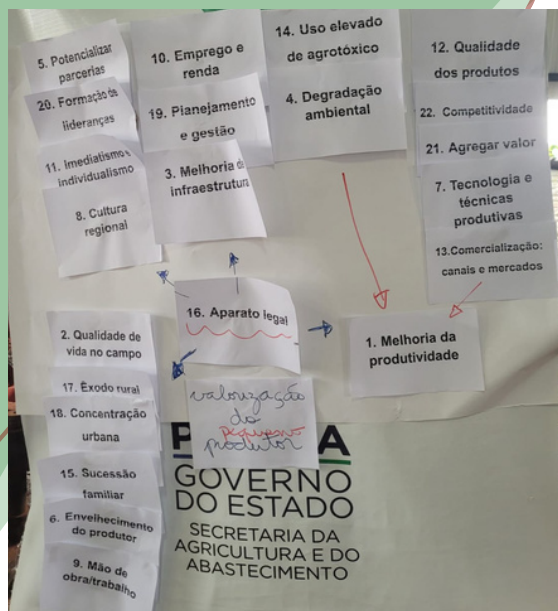 5. Potencializar
parcerias
20. Formação de
lideranças
11. Imediatismo e
individualismo
8. Cultura
regional
10. Emprego e
renda
19. Planejamento
e gestão
3. Melhoria da
infraestrutura
14. Uso elevado
de agrotóxico
4. Degradação
ambiental
12. Qualidade
dos produtos
22. Competitividade
21. Agregar valor
7. Tecnologia e
técnicas
produtivas
13.Comercialização:
canais e mercados
16. Aparato legal
1. Melhoria da
produtividade
2. Qualidade de
vida no campo
17. Êxodo rural
18. Concentração
urbana
15. Sucessão
familiar
6. Envelhecimento
do produtor
9. Mão de
obra/trabalho
valorização
do
pequeno
produtor
GOVERNO
DO ESTADO
SECRETARIA DA
AGRICULTURA E DO
ABASTECIMENTO